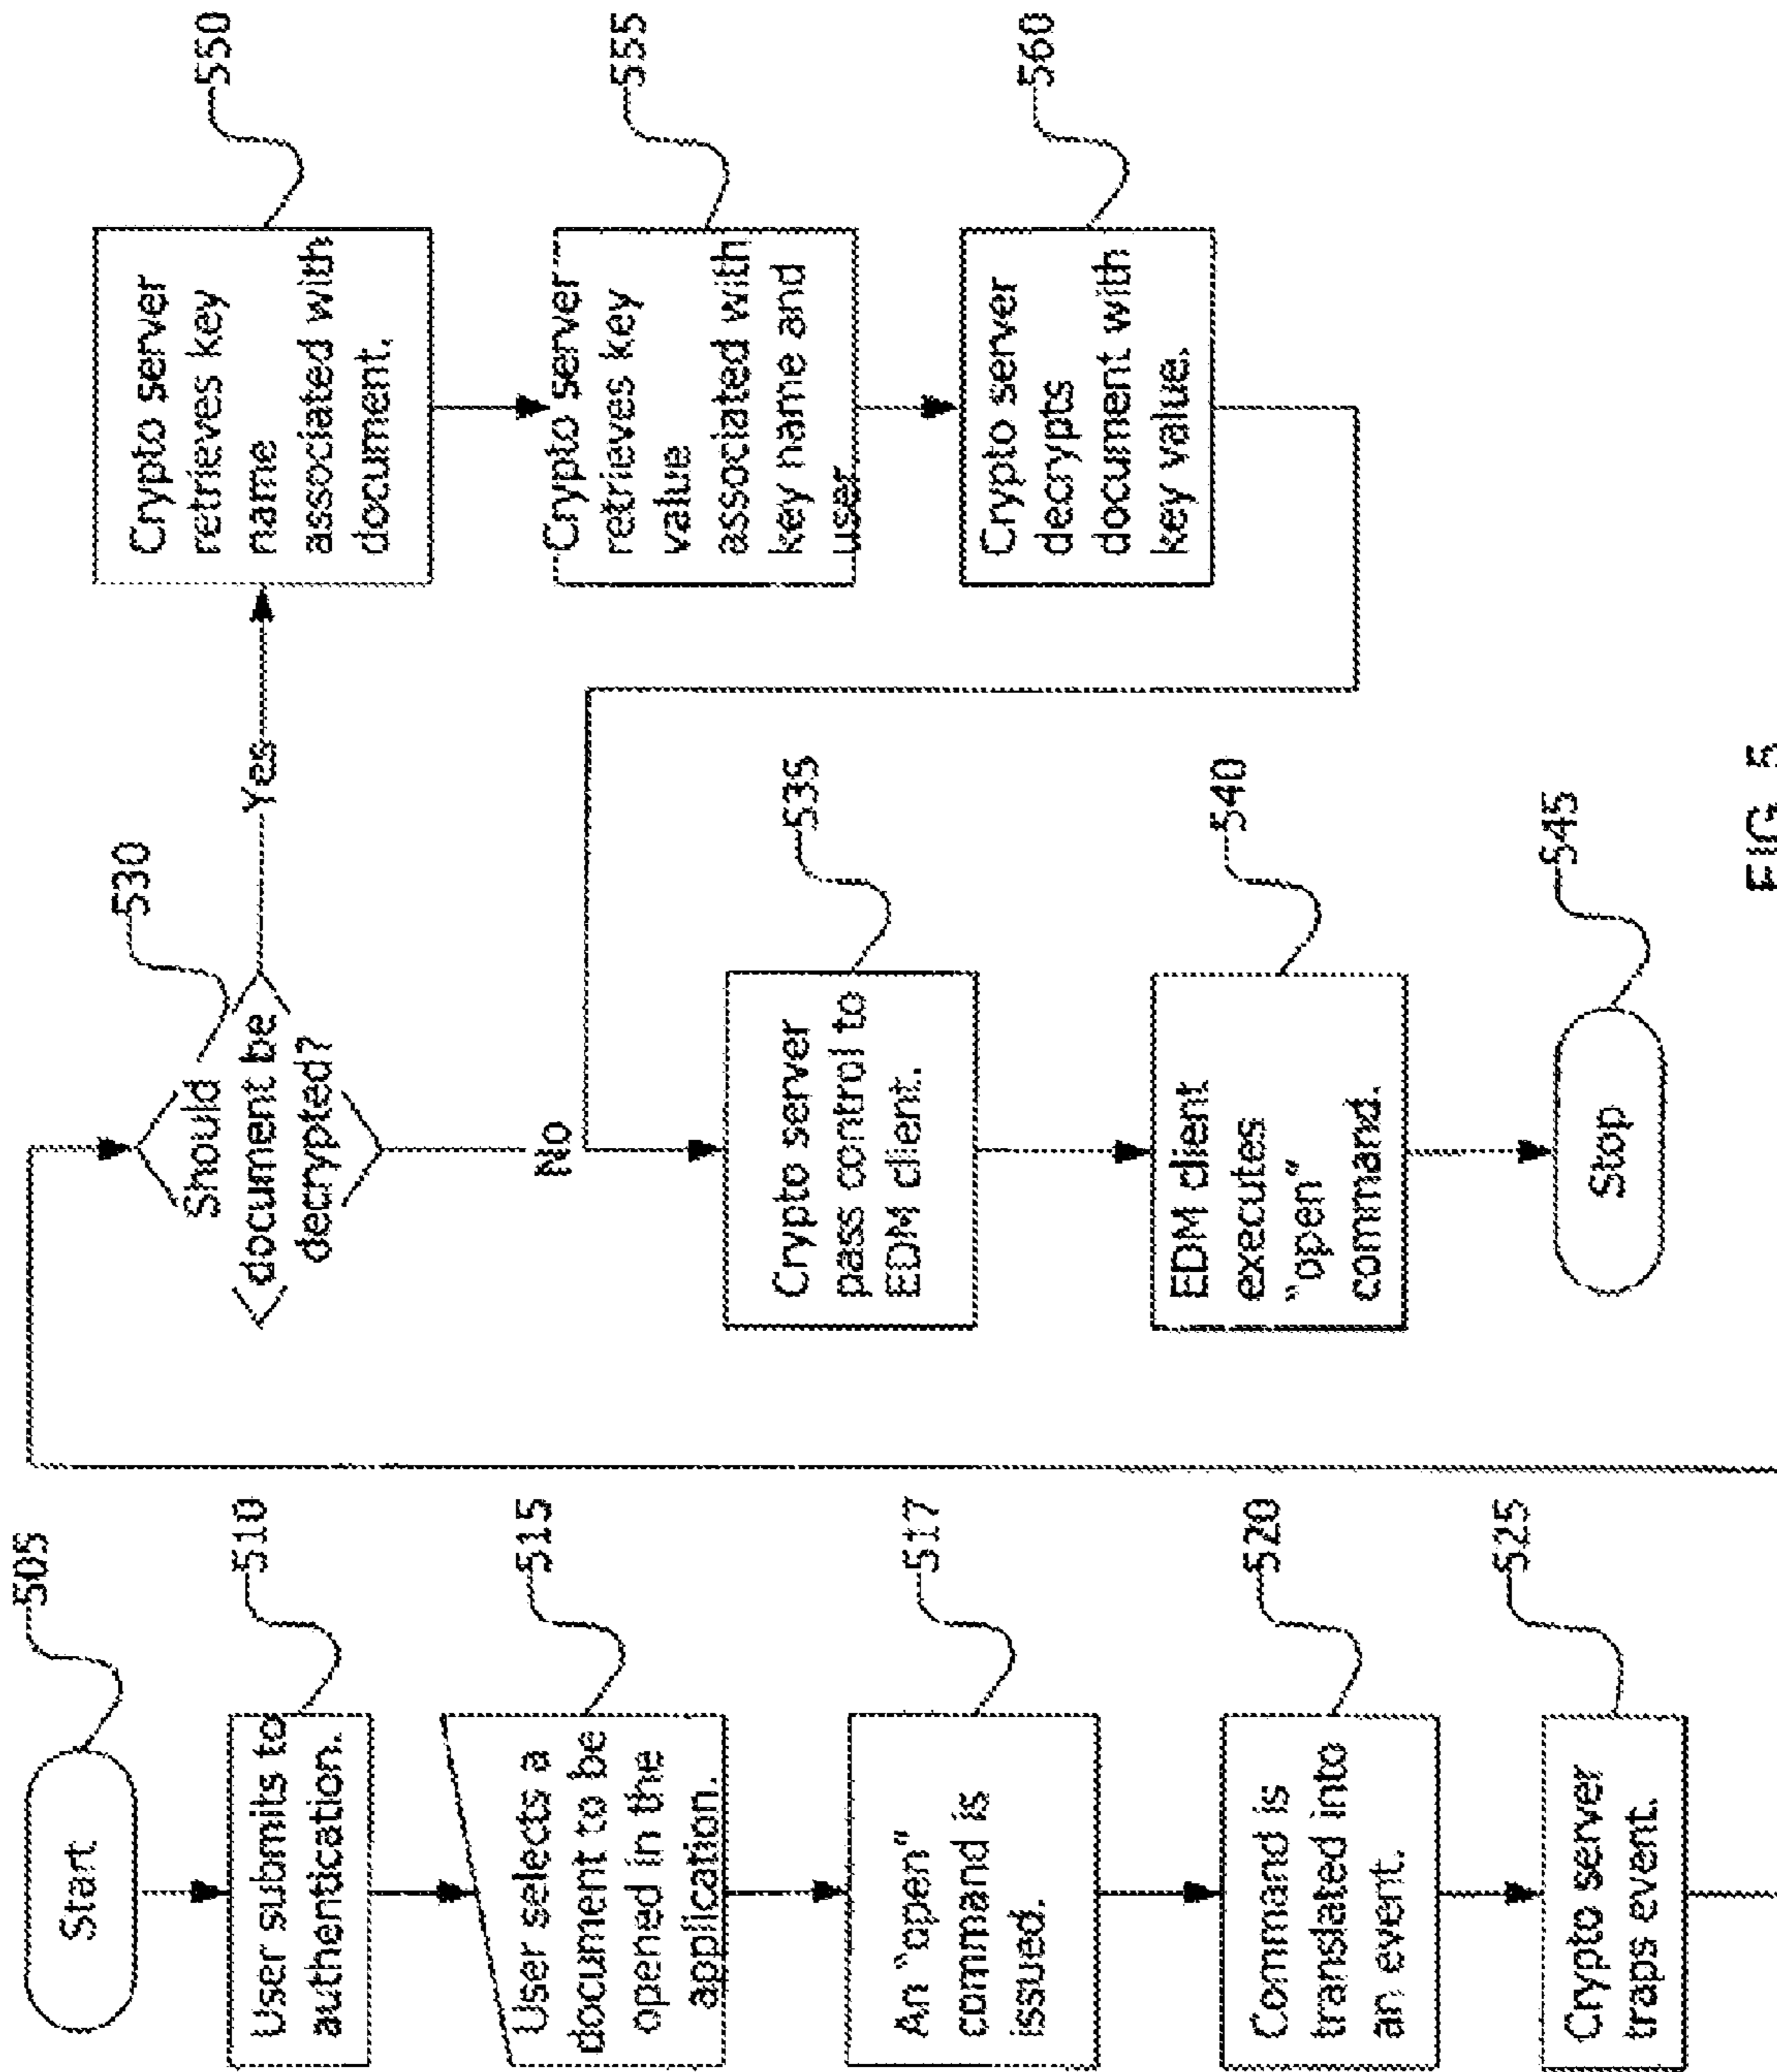 Start
505
User submits to
authentication.
510
User selects a
document to be
opened in the
application.
515
An "open"
command is
issued.
517
Command is
translated into
an event.
520
Crypto server
traps event.
525
Should
document be
decrypted?
530
Yes
No
Crypto server
pass control to
EDM client.
535
EDM client
executes
"open"
command.
540
Stop
545
Crypto server
retrieves key
name
associated with
document.
550
Crypto server
retrieves key
value
associated with
key name and
user
555
Crypto server
decrypts
document with
key value.
560
FIG. 5